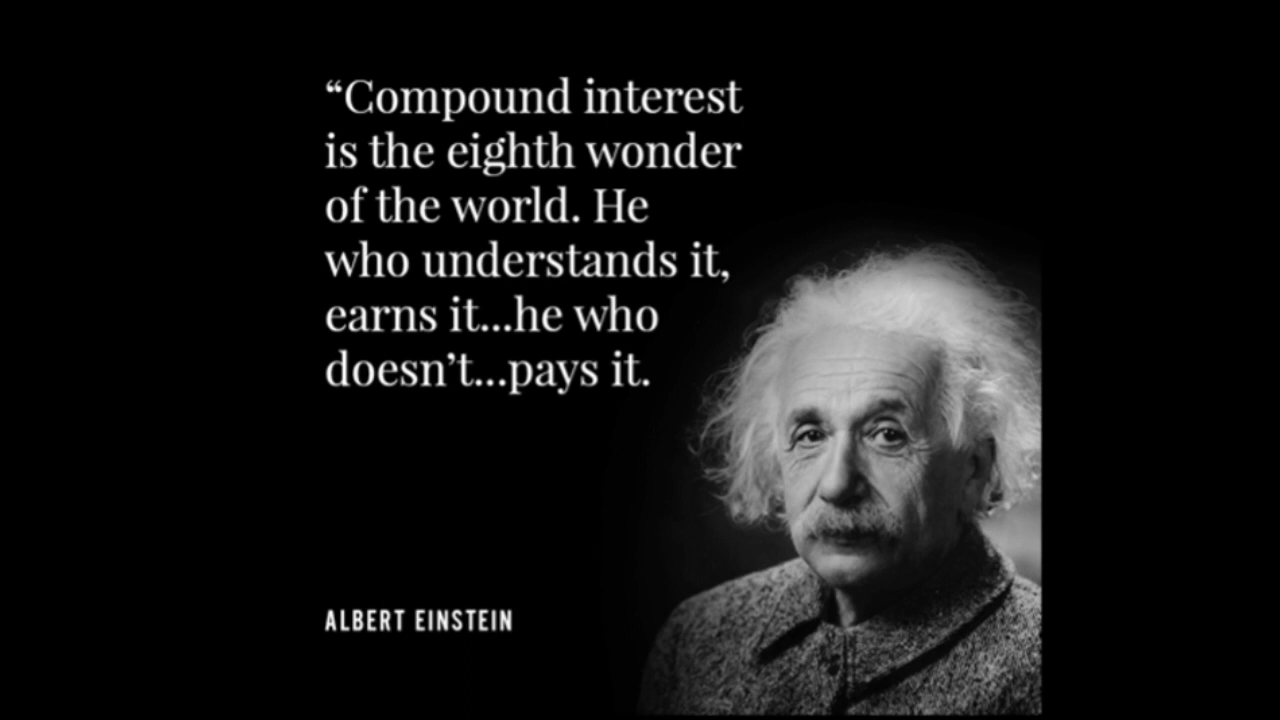 “Compound interest
is the eighth wonder
of the world. He
who understands it,
earns it...he who
doesn’t...pays it.
ALBERT EINSTEIN